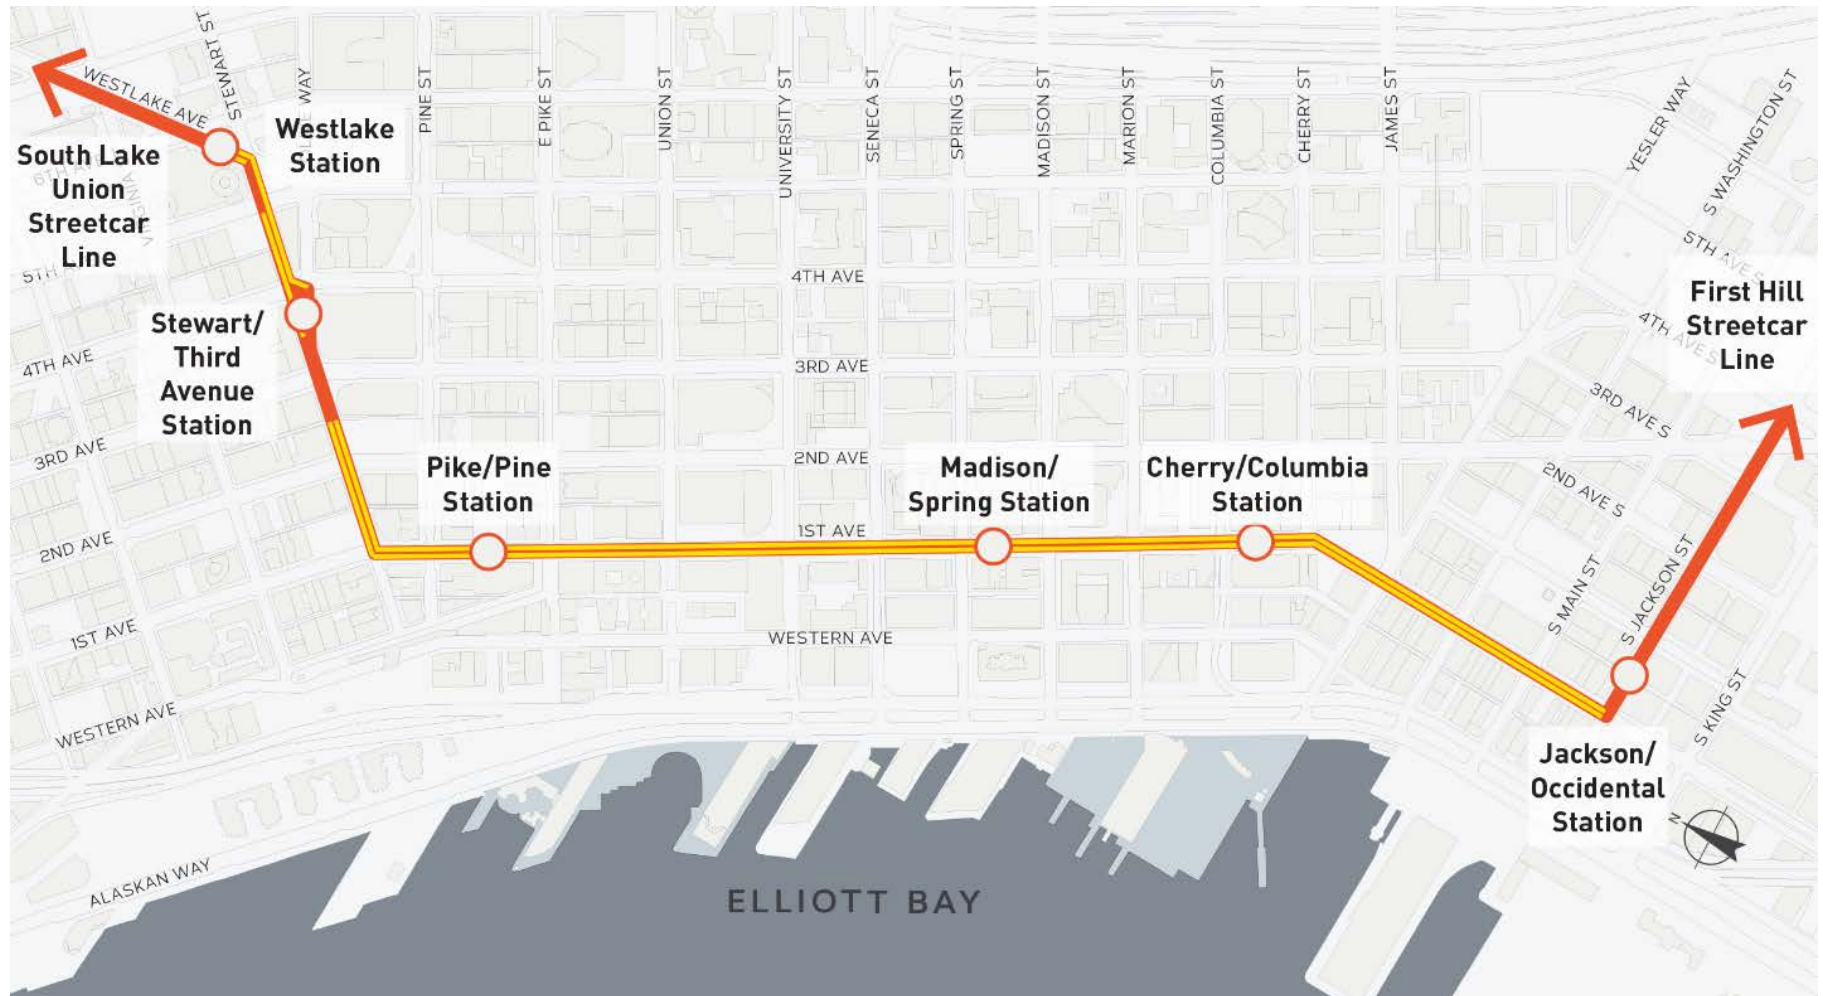 STEWART ST
WESTLAKE AVE
WAY
PINE ST
E PIKE ST
UNION ST
UNIVERSITY ST
SENECA ST
SPRING ST
MADISON ST
MARION ST
COLUMBIA ST
CHERRY ST
JAMES ST
YESLER WAY
S WASHINGTON ST
Westlake
Station
South Lake
Union
Streetcar
Line
6TH
5TH
5TH AVE S
4TH AVE
First Hill
Streetcar
Line
4TH AVE S
Stewart/
Third
Avenue
Station
4TH AVE
3RD AVE
3RD AVE S
3RD AVE
2ND AVE
Pike/Pine
Station
Madison/
Spring Station
Cherry/Columbia
Station
2ND AVE S
2ND AVE
1ST AVE
S MAIN ST
S JACKSON ST
1ST AVE
WESTERN AVE
WESTERN AVE
S KING ST
Jackson/
Occidental
Station
N
ALASKAN WAY
ELLIOTT BAY